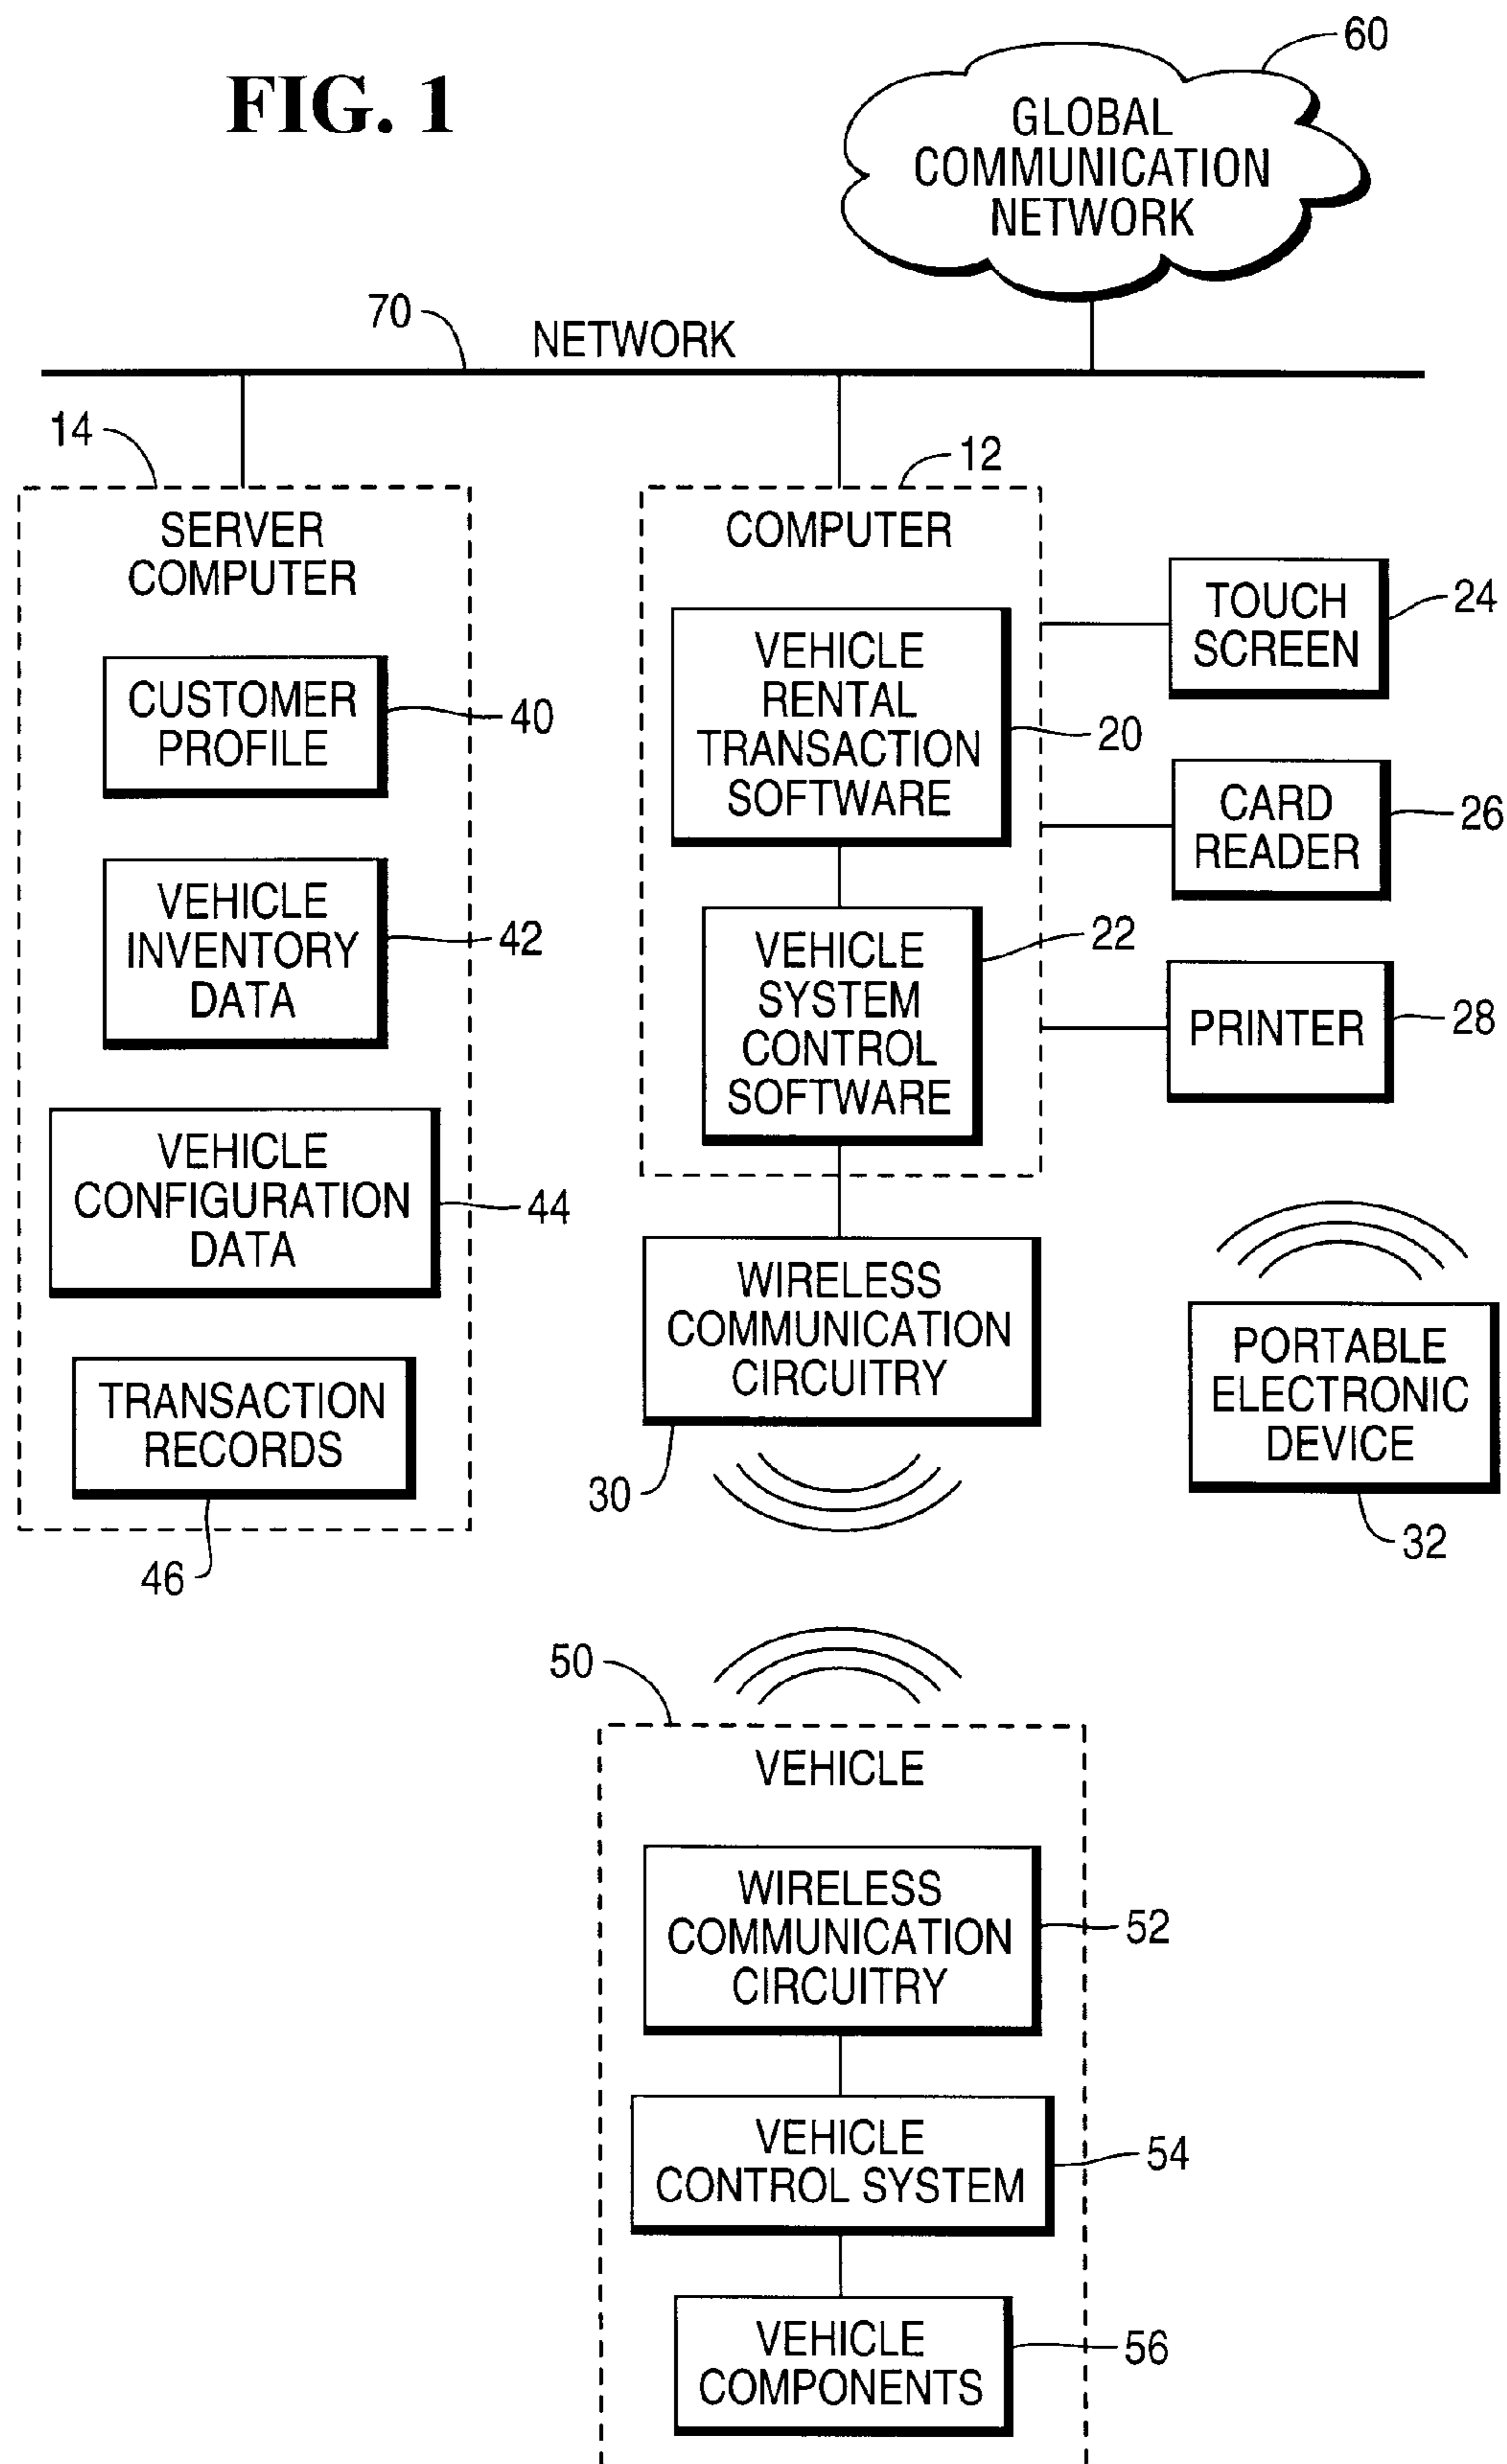 FIG. 1
60
GLOBAL
COMMUNICATION
NETWORK
70
NETWORK
14
SERVER
COMPUTER
CUSTOMER
PROFILE
40
VEHICLE
INVENTORY
DATA
42
VEHICLE
CONFIGURATION
DATA
44
TRANSACTION
RECORDS
46
12
COMPUTER
VEHICLE
RENTAL
TRANSACTION
SOFTWARE
20
VEHICLE
SYSTEM
CONTROL
SOFTWARE
22
TOUCH
SCREEN
24
CARD
READER
26
PRINTER
28
WIRELESS
COMMUNICATION
CIRCUITRY
30
PORTABLE
ELECTRONIC
DEVICE
32
50
VEHICLE
WIRELESS
COMMUNICATION
CIRCUITRY
52
VEHICLE
CONTROL SYSTEM
54
VEHICLE
COMPONENTS
56